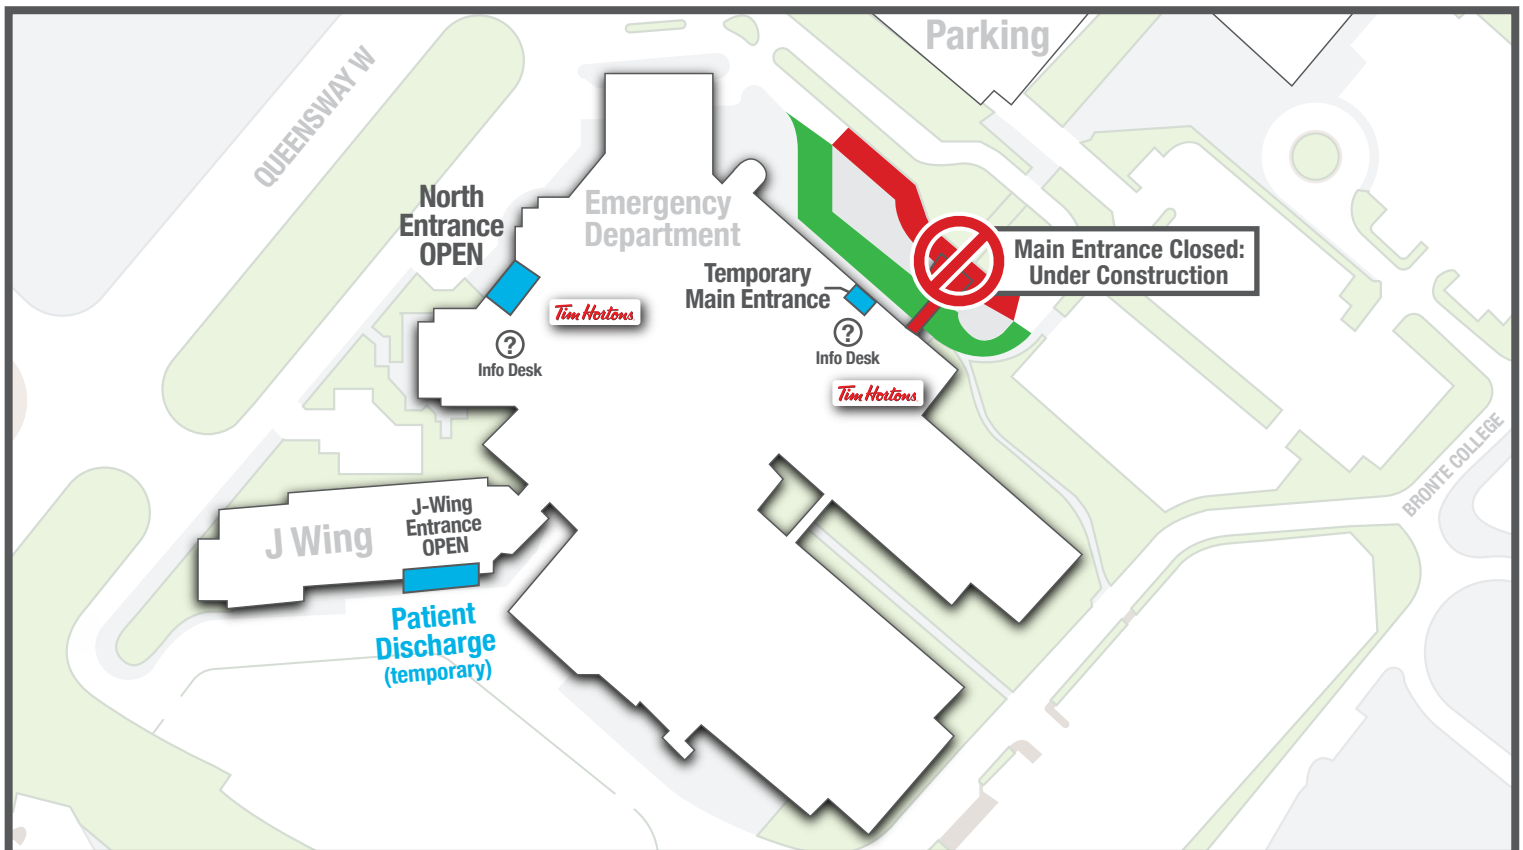 Parking
QUEENSWAY W
North
Entrance
OPEN
Emergency
Department
Main Entrance Closed:
Under Construction
Temporary
Main Entrance
Tim Hortons
?
Info Desk
?
Info Desk
Tim Hortons
BRONTE COLLEGE
J Wing
J-Wing
Entrance
OPEN
Patient
Discharge
(temporary)